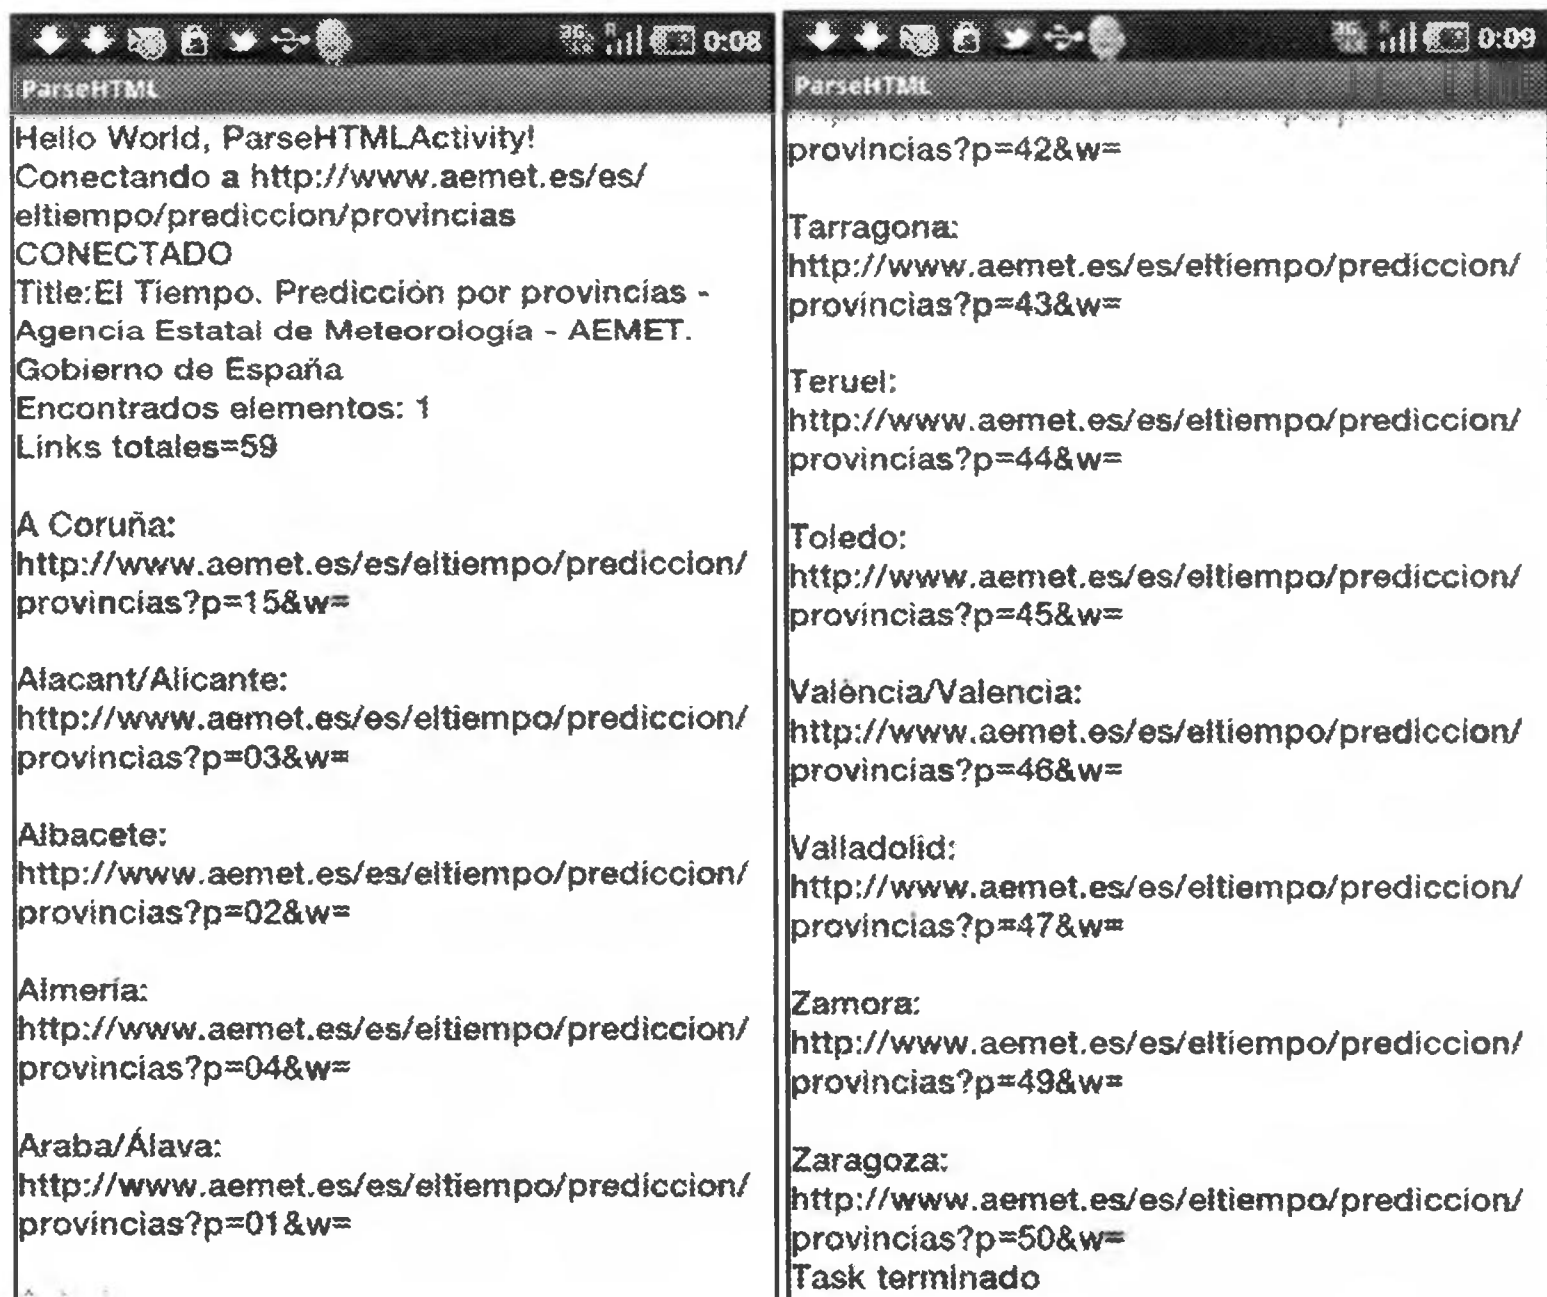 0:08
ParseHTML
Hello World, ParseHTMLActivity!
Conectando a http://www.aemet.es/es/
eltiempo/prediccion/provincias
CONECTADO
Title:El Tiempo. Predicción por provincias -
Agencia Estatal de Meteorología - AEMET.
Gobierno de España
Encontrados elementos: 1
Links totales=59
A Coruña:
http://www.aemet.es/es/eltiempo/prediccion/
provincias?p=15&w=
Alacant/Alicante:
http://www.aemet.es/es/eltiempo/prediccion/
provincias?p=03&w=
Albacete:
http://www.aemet.es/es/eltiempo/prediccion/
provincias?p=02&w=
Almería:
http://www.aemet.es/es/eltiempo/prediccion/
provincias?p=04&w=
Araba/Álava:
http://www.aemet.es/es/eltiempo/prediccion/
provincias?p=01&w=
0:09
ParseHTML
provincias?p=42&w=
Tarragona:
http://www.aemet.es/es/eltiempo/prediccion/
provincias?p=43&w=
Teruel:
http://www.aemet.es/es/eltiempo/prediccion/
provincias?p=44&w=
Toledo:
http://www.aemet.es/es/eltiempo/prediccion/
provincias?p=45&w=
València/Valencia:
http://www.aemet.es/es/eltiempo/prediccion/
provincias?p=46&w=
Valladolid:
http://www.aemet.es/es/eltiempo/prediccion/
provincias?p=47&w=
Zamora:
http://www.aemet.es/es/eltiempo/prediccion/
provincias?p=49&w=
Zaragoza:
http://www.aemet.es/es/eltiempo/prediccion/
provincias?p=50&w=
Task terminado